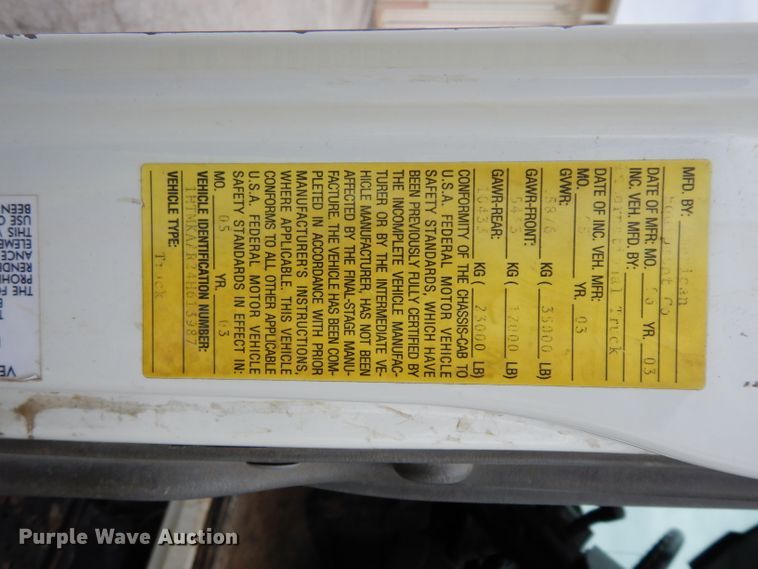 MFD. BY:
DATE OF MFR: MO. YR. 03
INC. VEH. MFD. BY: Truck
DATE OF INC. VEH. MFR:
MO. YR. 03
GVWR:
KG ( 35000 LB)
GAWR-FRONT:
KG ( 12000 LB)
GAWR-REAR:
10433 KG ( 23000 LB)
CONFORMITY OF THE CHASSIS-CAB TO
U.S.A. FEDERAL MOTOR VEHICLE
SAFETY STANDARDS, WHICH HAVE
BEEN PREVIOUSLY FULLY CERTIFIED BY
THE INCOMPLETE VEHICLE MANUFAC-
TURER OR BY THE INTERMEDIATE VE-
HICLE MANUFACTURER, HAS NOT BEEN
AFFECTED BY THE FINAL-STAGE MANU-
FACTURE. THE VEHICLE HAS BEEN COM-
PLETED IN ACCORDANCE WITH PRIOR
MANUFACTURER'S INSTRUCTIONS,
WHERE APPLICABLE. THIS VEHICLE
CONFORMS TO ALL OTHER APPLICABLE
U.S.A. FEDERAL MOTOR VEHICLE
SAFETY STANDARDS IN EFFECT IN:
MO. 05 YR. 03
VEHICLE IDENTIFICATION NUMBER:
VEHICLE TYPE: Truck
Purple Wave Auction